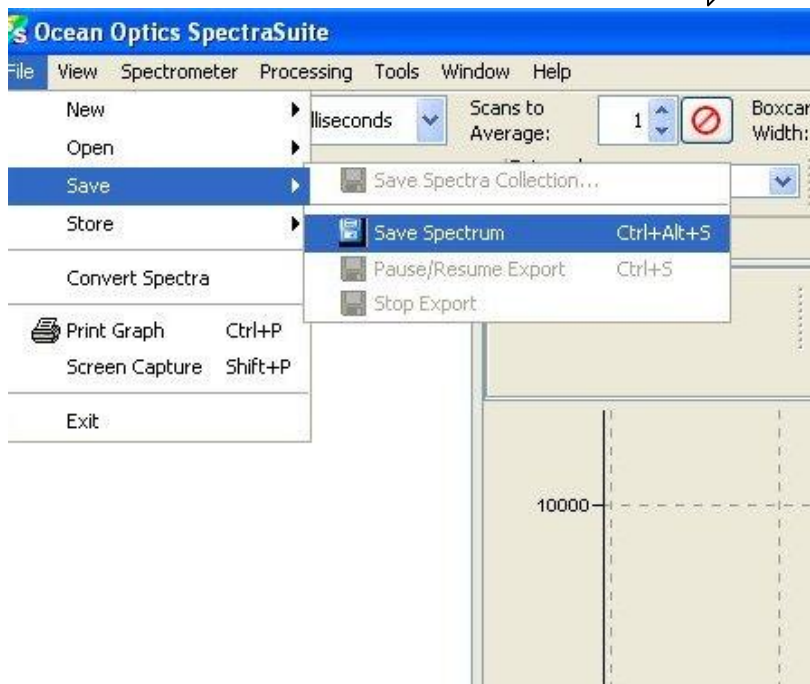 Ocean Optics SpectraSuite
File View Spectrometer Processing Tools Window Help
New
lliseconds
Scans to
Average:
1
Boxcar
Width:
Open
Save
Save Spectra Collection...
Store
Save Spectrum Ctrl+Alt+S
Convert Spectra
Pause/Resume Export Ctrl+S
Stop Export
Print Graph Ctrl+P
Screen Capture Shift+P
Exit
10000